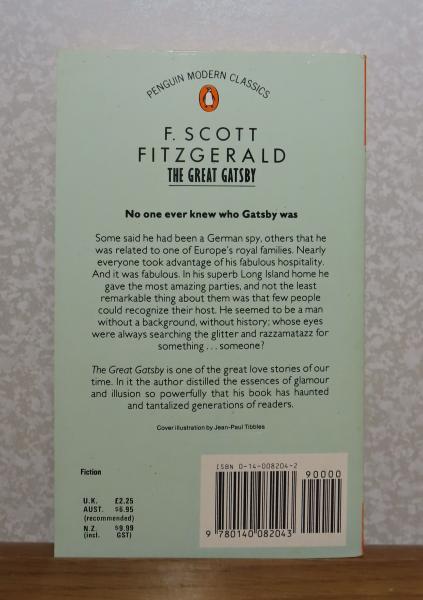 PENGUIN MODERN CLASSICS
F. SCOTT
FITZGERALD
THE GREAT GATSBY
No one ever knew who Gatsby was
Some said he had been a German spy, others that he
was related to one of Europe's royal families. Nearly
everyone took advantage of his fabulous hospitality.
And it was fabulous. In his superb Long Island home he
gave the most amazing parties, and not the least
remarkable thing about them was that few people
could recognize their host. He seemed to be a man
without a background, without history; whose eyes
were always searching the glitter and razzamatazz for
something . . . someone?
The Great Gatsby is one of the great love stories of our
time. In it the author distilled the essences of glamour
and illusion so powerfully that his book has haunted
and tantalized generations of readers.
Cover illustration by Jean-Paul Tibbles
Fiction
U.K. £2.25
AUST. $6.95
(recommended)
N.Z. $9.99
(incl. GST)
ISBN 0-14-008204-2
90000
9 780140 082043